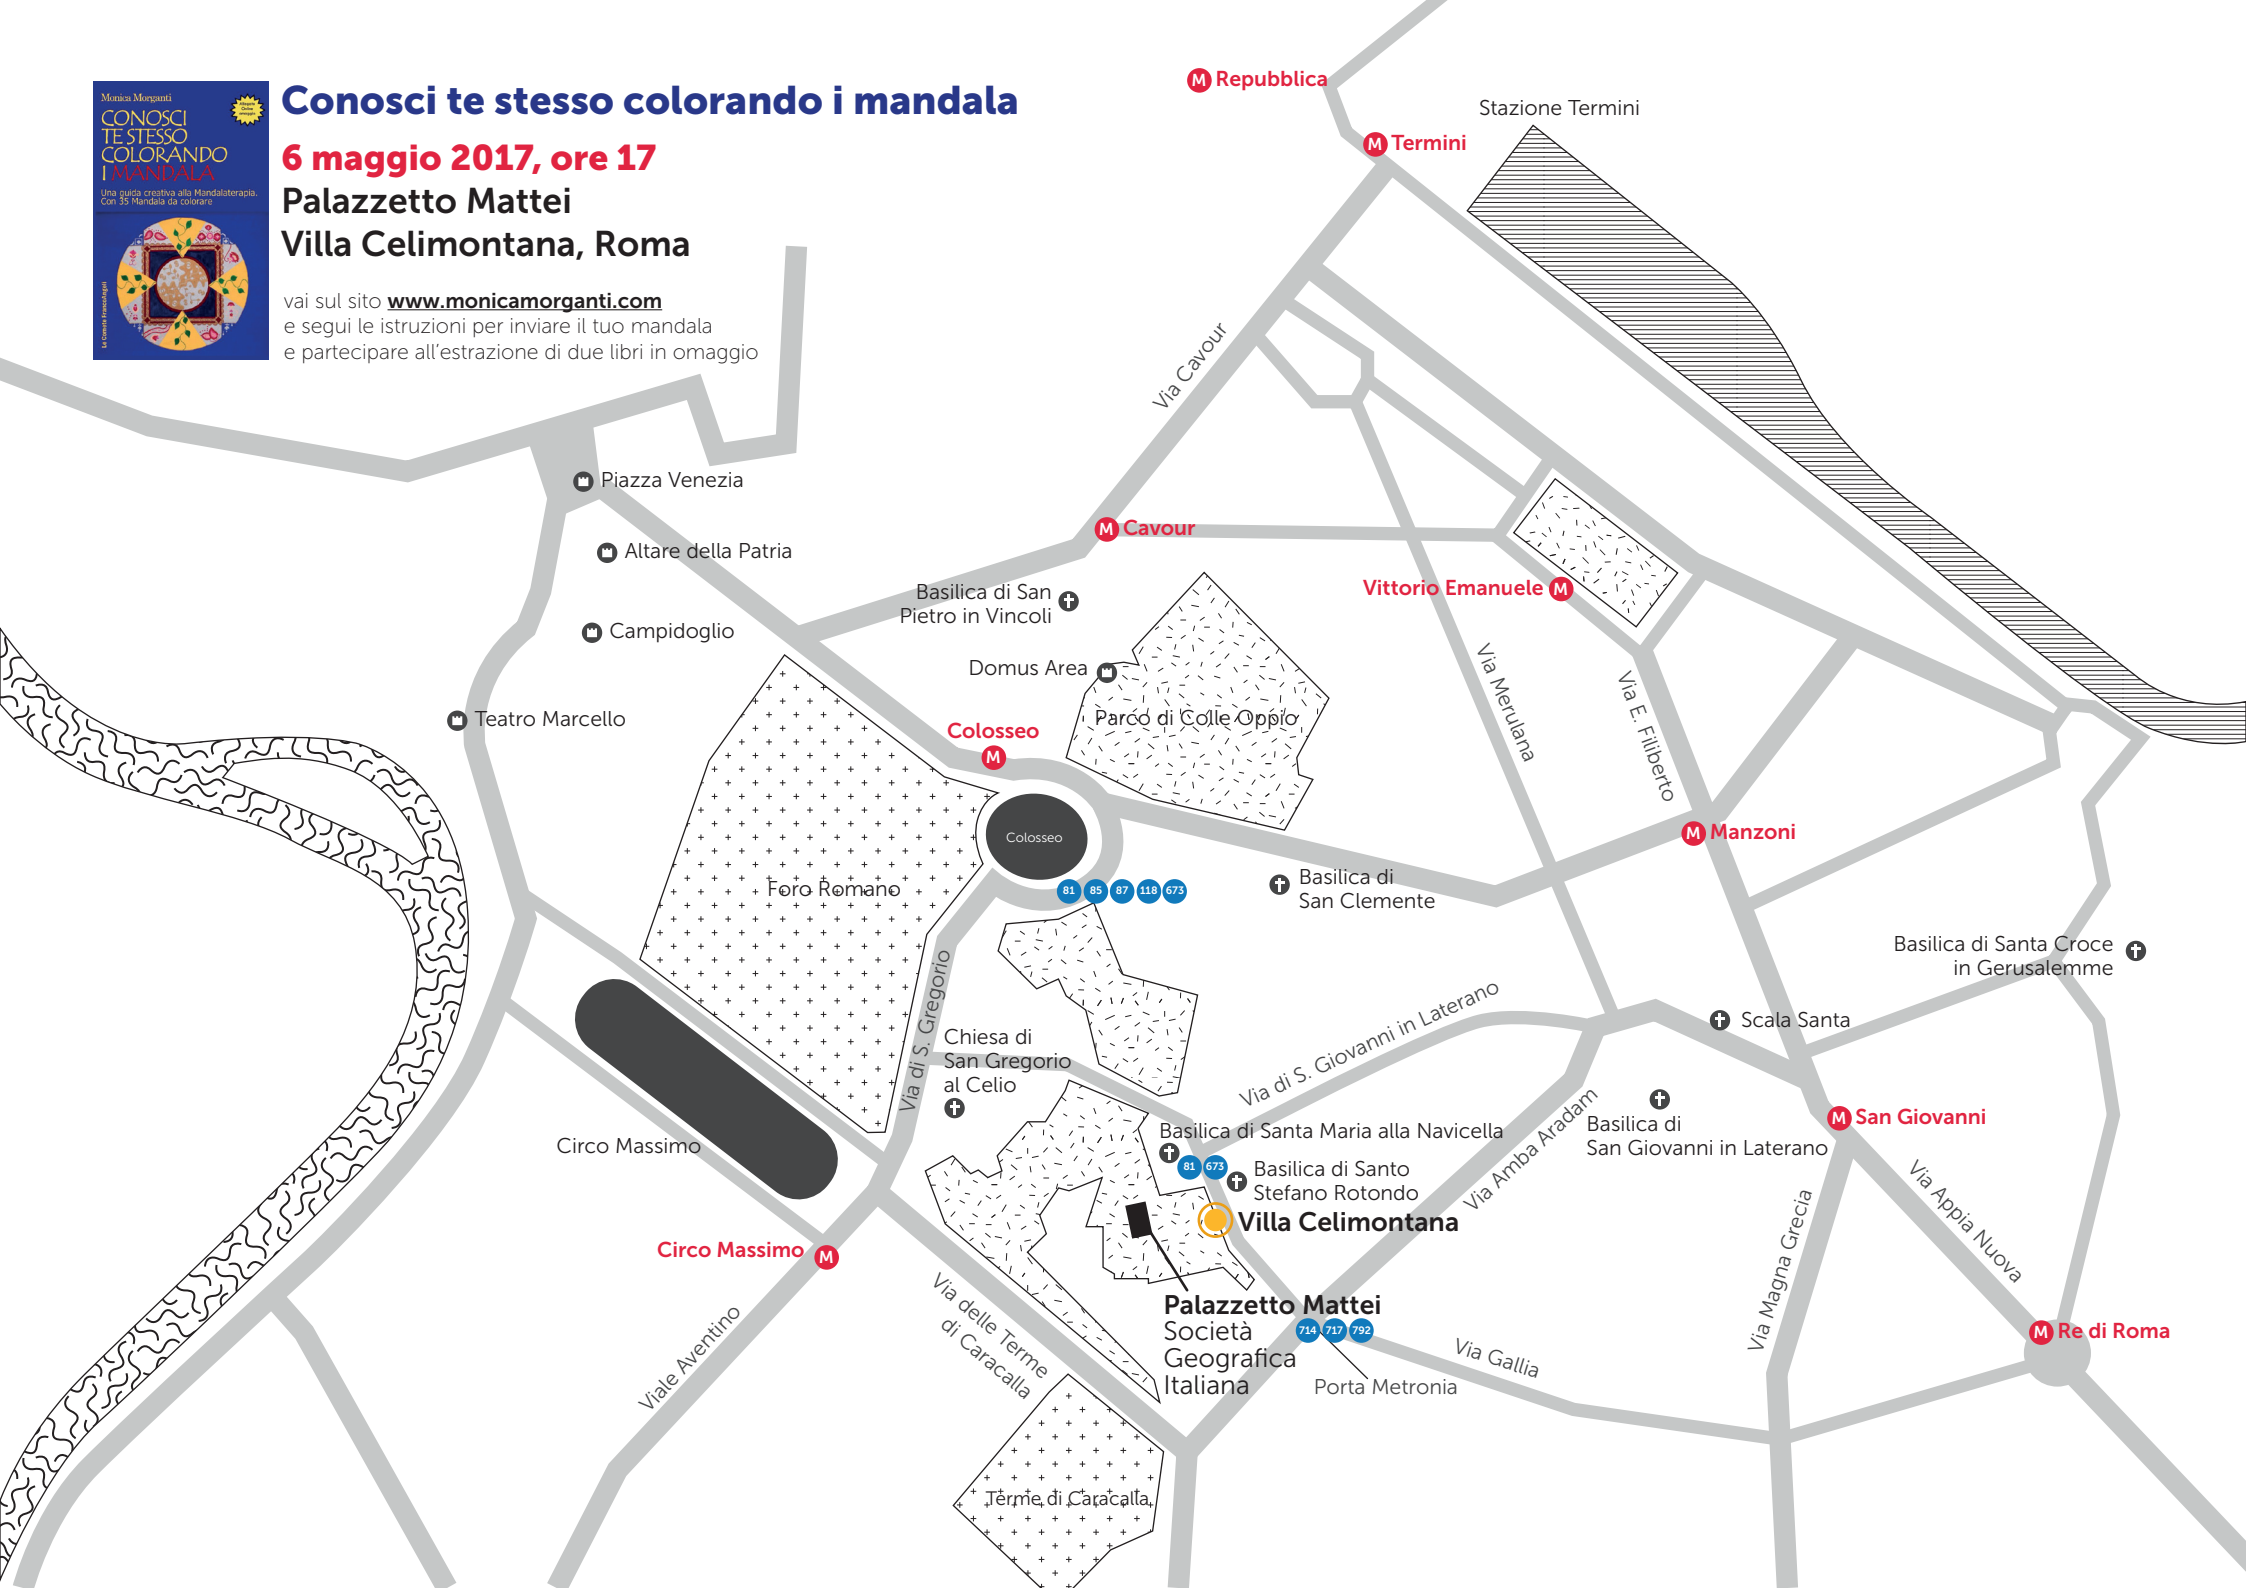 Monica Morganti
Allegato
Online
omaggio
CONOSCI
TE STESSO
COLORANDO
I MANDALA
Una guida creativa alla Mandalaterapia.
Con 35 Mandala da colorare
Le Comete FrancoAngeli
Conosci te stesso colorando i mandala
6 maggio 2017, ore 17
Palazzetto Mattei
Villa Celimontana, Roma
vai sul sito www.monicamorganti.com
e segui le istruzioni per inviare il tuo mandala
e partecipare all'estrazione di due libri in omaggio
M Repubblica
Stazione Termini
M Termini
Via Cavour
Piazza Venezia
M Cavour
Altare della Patria
Basilica di San
Pietro in Vincoli
Vittorio Emanuele M
Campidoglio
Domus Area
Via Merulana
Via E. Filiberto
Teatro Marcello
Parco di Colle Oppio
Colosseo
M
Colosseo
M Manzoni
Foro Romano
81 85 87 118 673
Basilica di
San Clemente
Basilica di Santa Croce
in Gerusalemme
Via di S. Gregorio
Via di S. Giovanni in Laterano
Scala Santa
Chiesa di
San Gregorio
al Celio
Via Amba Aradam
Basilica di
San Giovanni in Laterano
M San Giovanni
Circo Massimo
Basilica di Santa Maria alla Navicella
81 673
Basilica di Santo
Stefano Rotondo
Villa Celimontana
Via Appia Nuova
Via Magna Grecia
Circo Massimo M
Viale Aventino
Via delle Terme
di Caracalla
Palazzetto Mattei
Società
Geografica
Italiana
714 717 792
Porta Metronia
Via Gallia
M Re di Roma
Terme di Caracalla